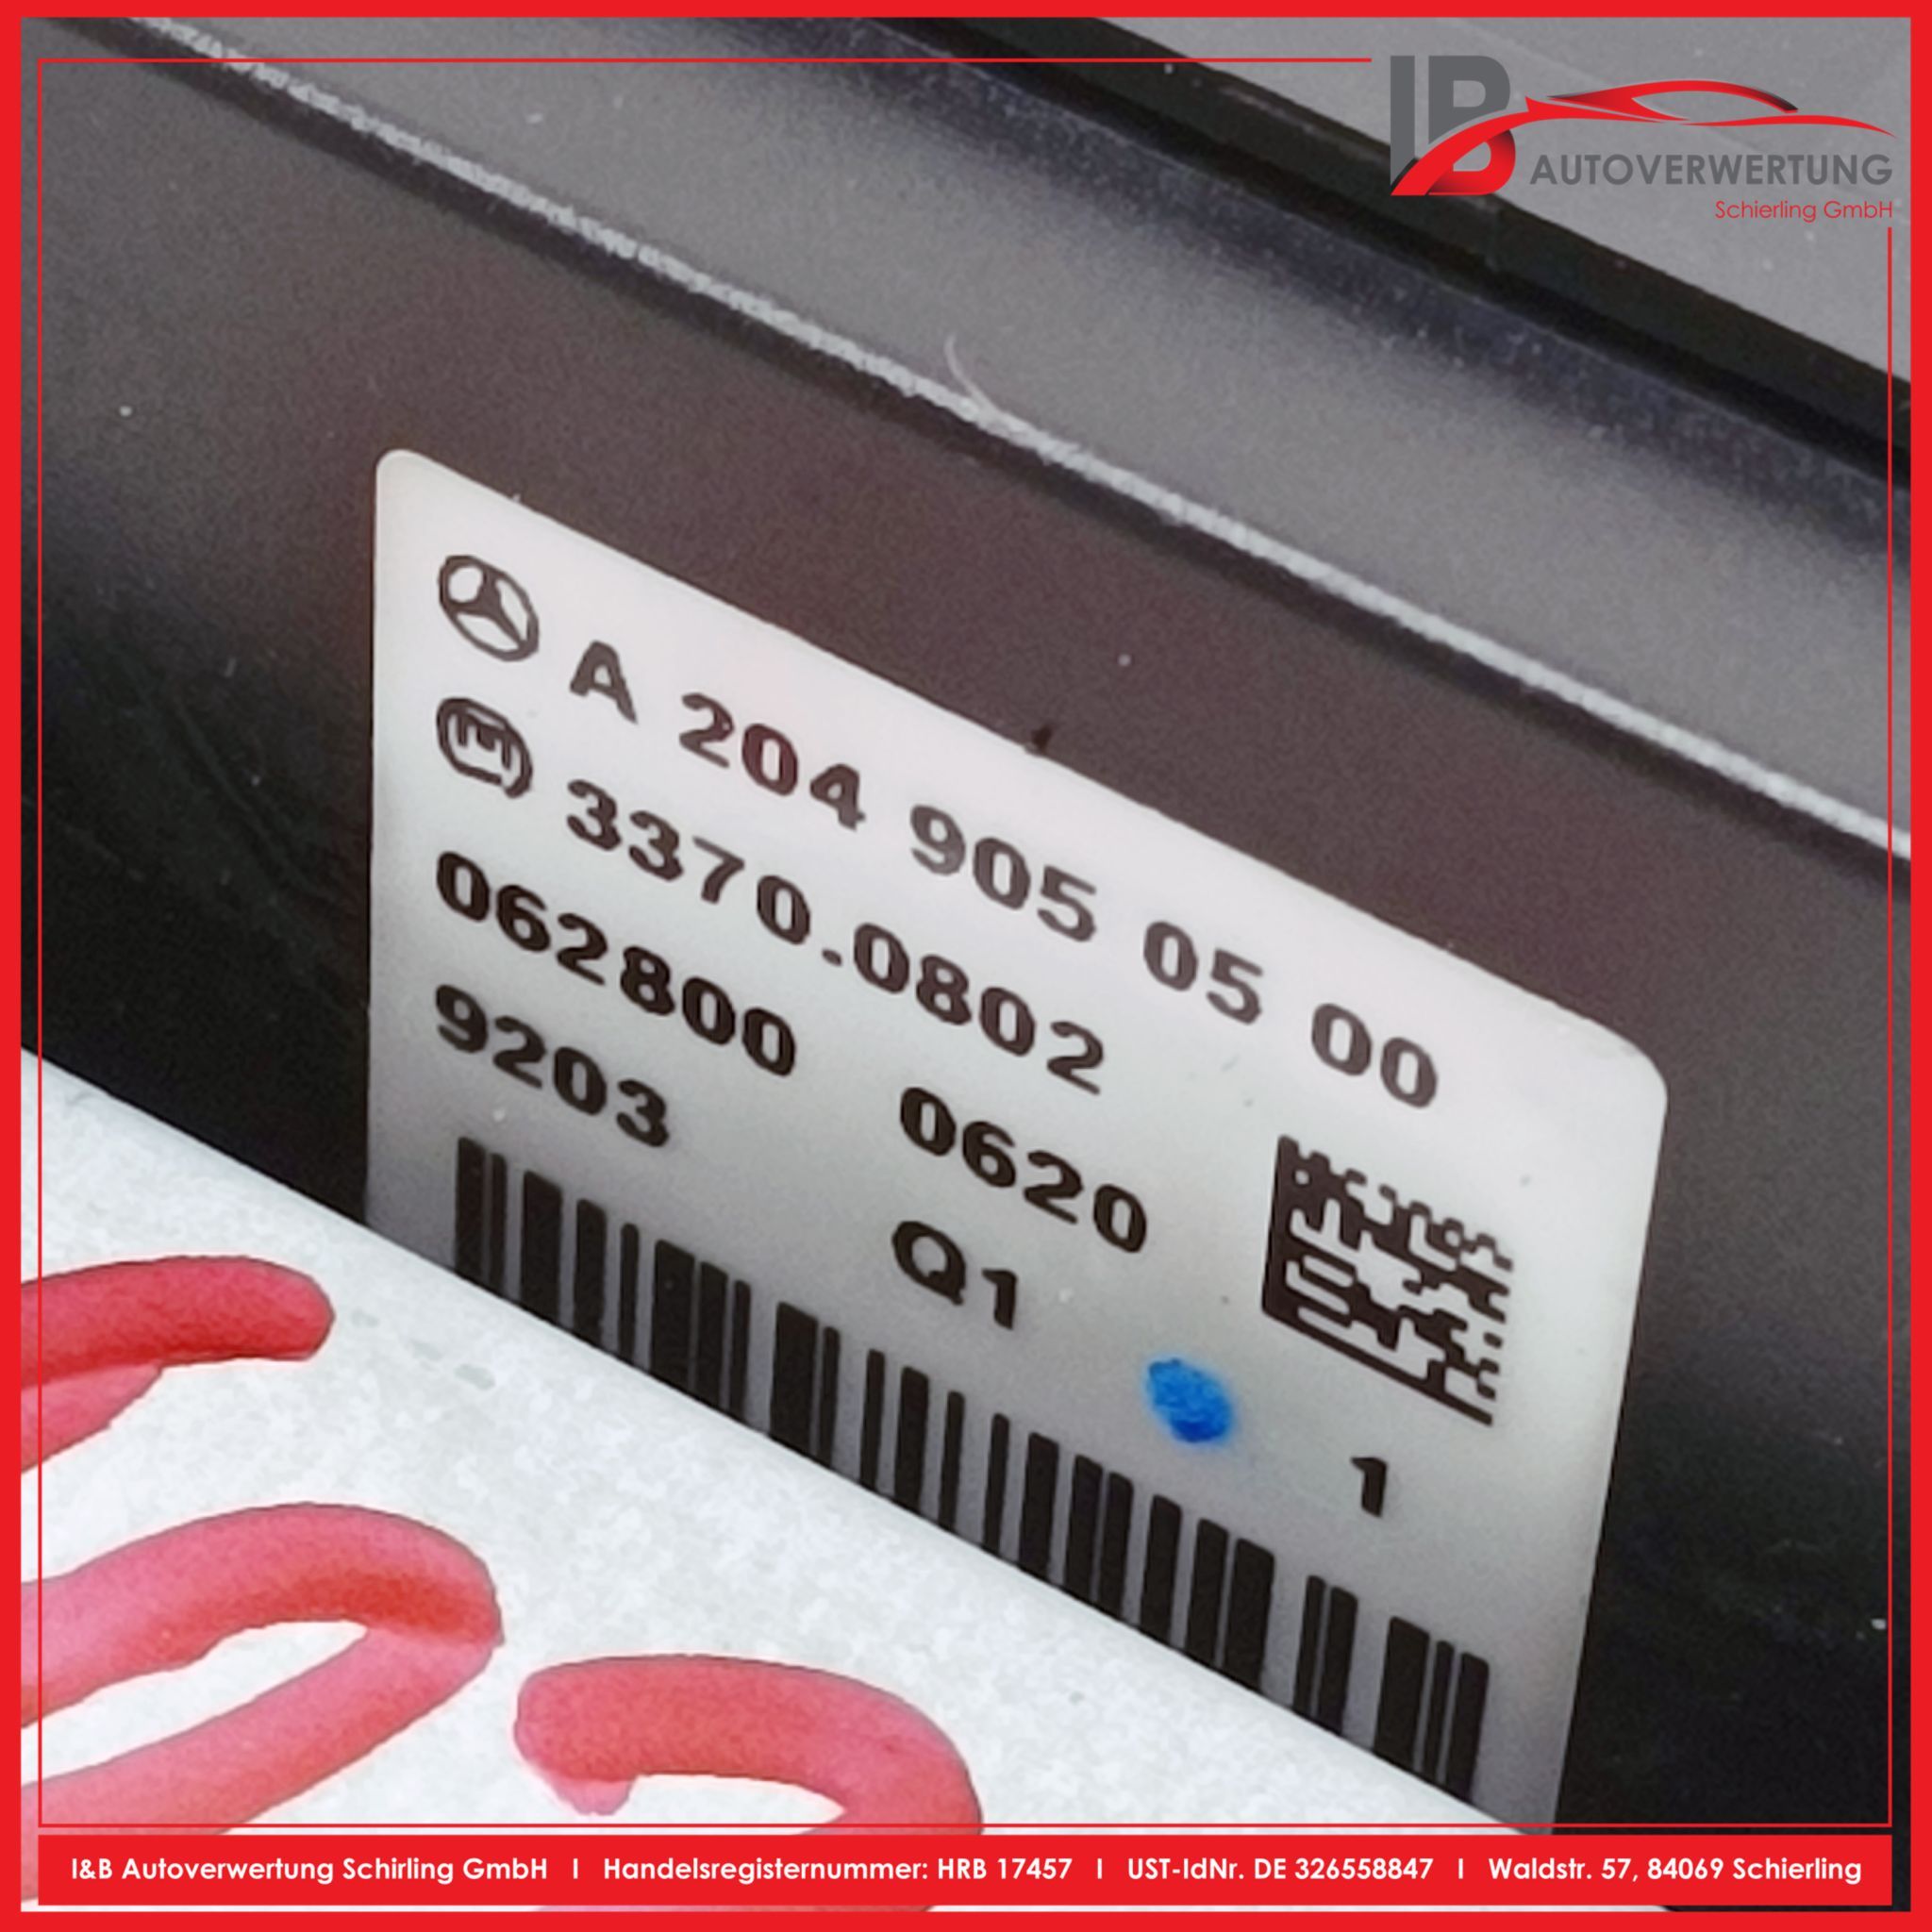 IB AUTOVERWERTUNG
Schierling GmbH
A 204 905 05 00
3370.0802
062800 0620
9203 Q1
1
I&B Autoverwertung Schirling GmbH I Handelsregisternummer: HRB 17457 I UST-IdNr. DE 326558847 I Waldstr. 57, 84069 Schierling